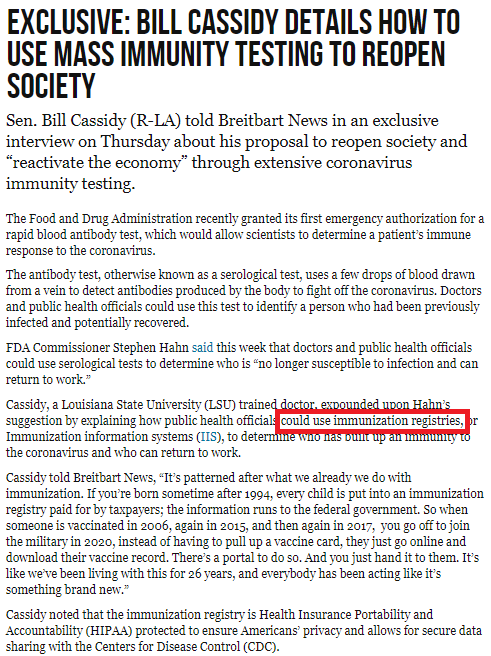 EXCLUSIVE: BILL CASSIDY DETAILS HOW TO
USE MASS IMMUNITY TESTING TO REOPEN
SOCIETY
Sen. Bill Cassidy (R-LA) told Breitbart News in an exclusive
interview on Thursday about his proposal to reopen society and
“reactivate the economy” through extensive coronavirus
immunity testing.
The Food and Drug Administration recently granted its first emergency authorization for a
rapid blood antibody test, which would allow scientists to determine a patient’s immune
response to the coronavirus.
The antibody test, otherwise known as a serological test, uses a few drops of blood drawn
from a vein to detect antibodies produced by the body to fight off the coronavirus. Doctors
and public health officials could use this test to identify a person who had been previously
infected and potentially recovered.
FDA Commissioner Stephen Hahn said this week that doctors and public health officials
could use serological tests to determine who is “no longer susceptible to infection and can
return to work.”
Cassidy, a Louisiana State University (LSU) trained doctor, expounded upon Hahn’s
suggestion by explaining how public health officials could use immunization registries, or
Immunization information systems (IIS), to determine who has built up an immunity to
the coronavirus and who can return to work.
Cassidy told Breitbart News, “It’s patterned after what we already we do with
immunization. If you’re born sometime after 1994, every child is put into an immunization
registry paid for by taxpayers; the information runs to the federal government. So when
someone is vaccinated in 2006, again in 2015, and then again in 2017, you go off to join
the military in 2020, instead of having to pull up a vaccine card, they just go online and
download their vaccine record. There’s a portal to do so. And you just hand it to them. It’s
like we’ve been living with this for 26 years, and everybody has been acting like it’s
something brand new.”
Cassidy noted that the immunization registry is Health Insurance Portability and
Accountability (HIPAA) protected to ensure Americans’ privacy and allows for secure data
sharing with the Centers for Disease Control (CDC).